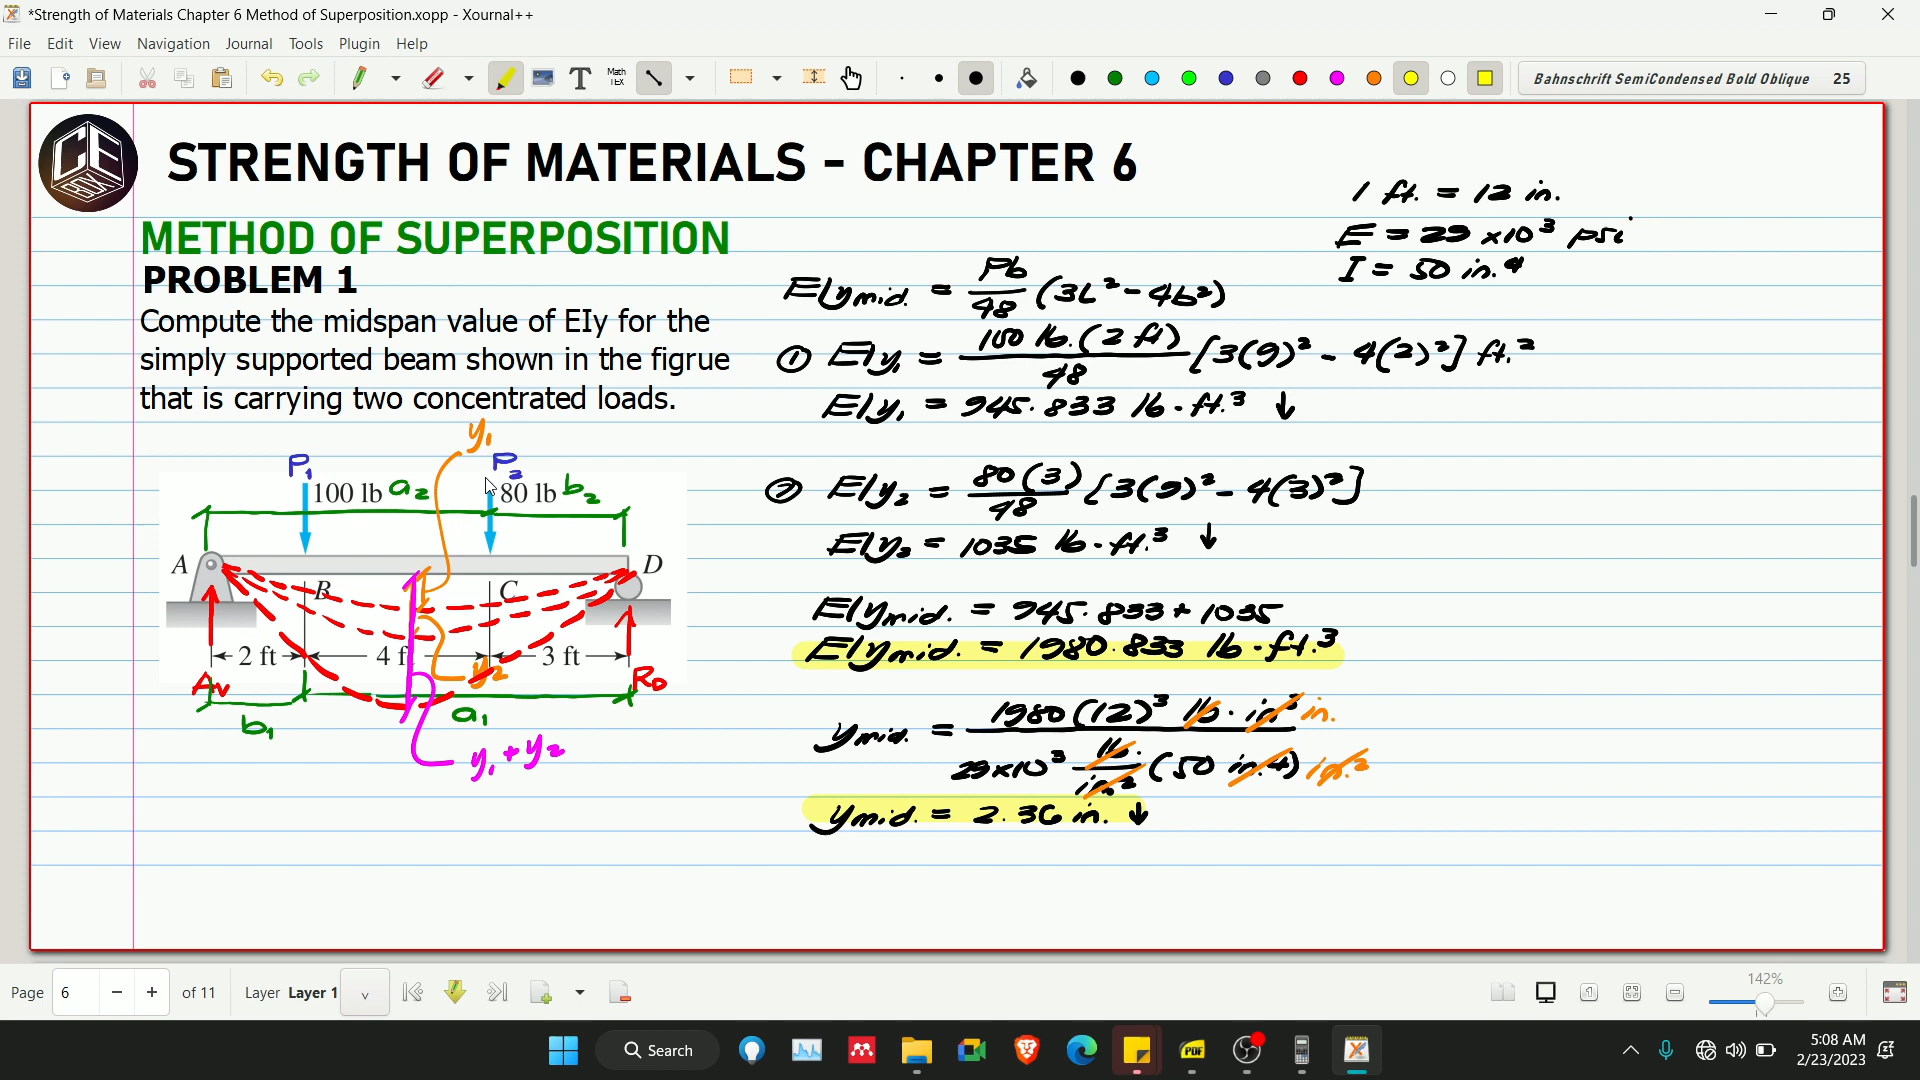 *Strength of Materials Chapter 6 Method of Superposition.xopp - Xournal++
File Edit View Navigation Journal Tools Plugin Help
T Math TEX Bahnschrift SemiCondensed Bold Oblique 25
CE BOX
STRENGTH OF MATERIALS - CHAPTER 6
METHOD OF SUPERPOSITION
PROBLEM 1
Compute the midspan value of EIy for the
simply supported beam shown in the figrue
that is carrying two concentrated loads.
y₁
P₁ P₂
100 lb a₂ 80 lb b₂
A D
B C
2 ft 4 f 3 ft
Av y₂ RD
b₁ a₁
y₁ + y₂
1 ft. = 12 in.
E = 29 x10³ psi
I = 50 in.⁴
EIymid. = Pb/48 (3L² - 4b²)
① EIy₁ = 100 lb.(2 ft)/48 [3(9)² - 4(2)²] ft.²
EIy₁ = 945.833 lb-ft.³ ↓
② EIy₂ = 80(3)/48 [3(9)² - 4(3)²]
EIy₂ = 1035 lb-ft.³ ↓
EIymid. = 945.833 + 1035
EIymid. = 1980.833 lb-ft.³
ymid. = 1980(12)³ lb·in³ in. / 29x10³ lb./in.² (50 in.4) in.²
ymid. = 2.36 in. ↓
Page 6 - + of 11 Layer Layer 1 142%
Search
PDF
5:08 AM
2/23/2023